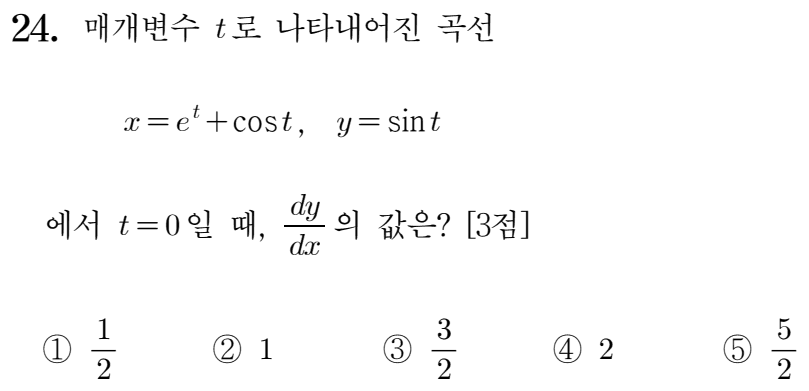 24. 매개변수 t로 나타내어진 곡선
x=e^t+cost, y=sint
에서 t=0일 때, dy/dx의 값은? [3점]
① 1/2 ② 1 ③ 3/2 ④ 2 ⑤ 5/2